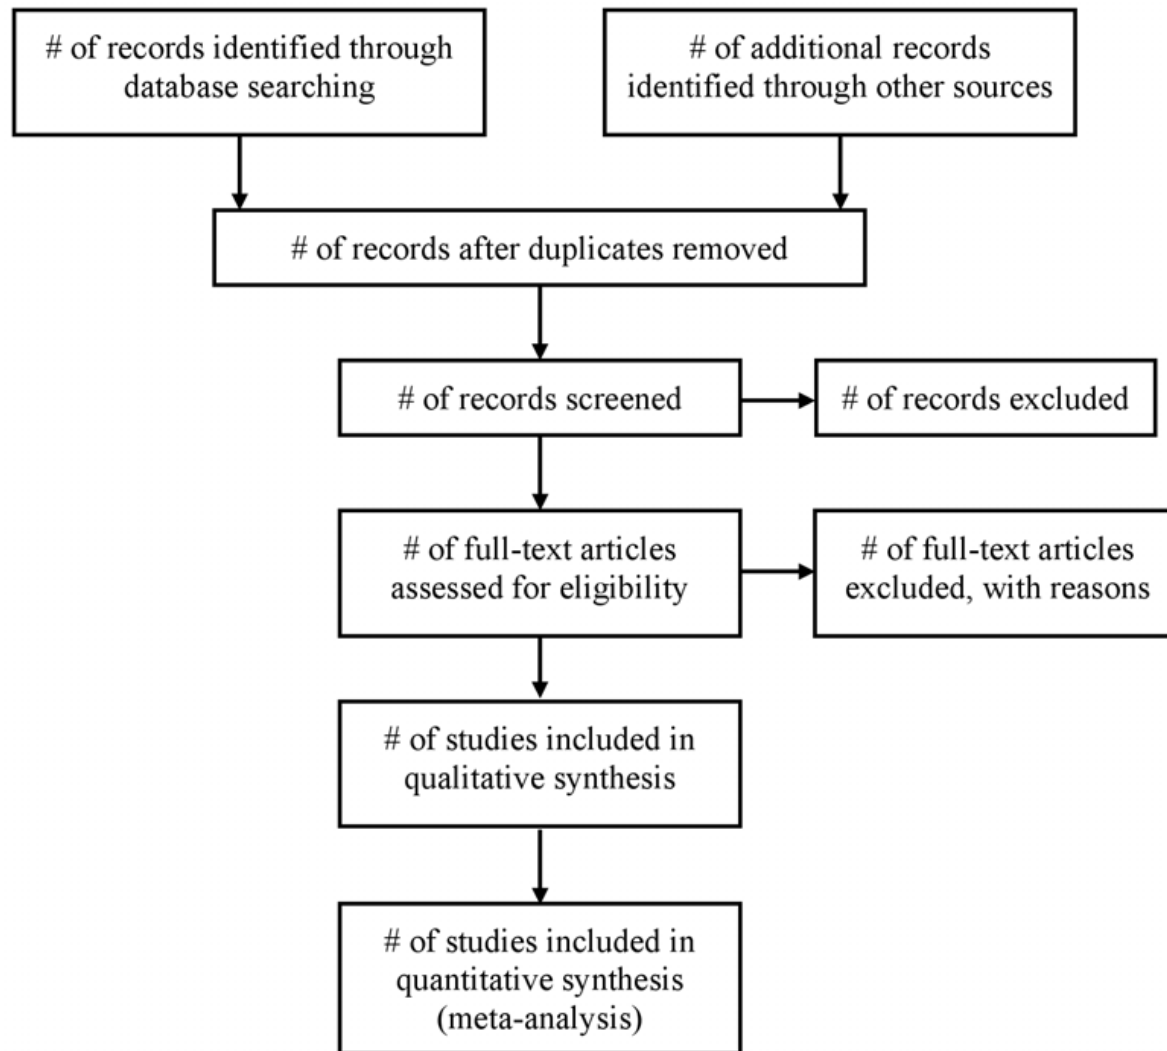 # of records identified through
database searching
# of additional records
identified through other sources
# of records after duplicates removed
# of records screened
# of records excluded
# of full-text articles
assessed for eligibility
# of full-text articles
excluded, with reasons
# of studies included in
qualitative synthesis
# of studies included in
quantitative synthesis
(meta-analysis)